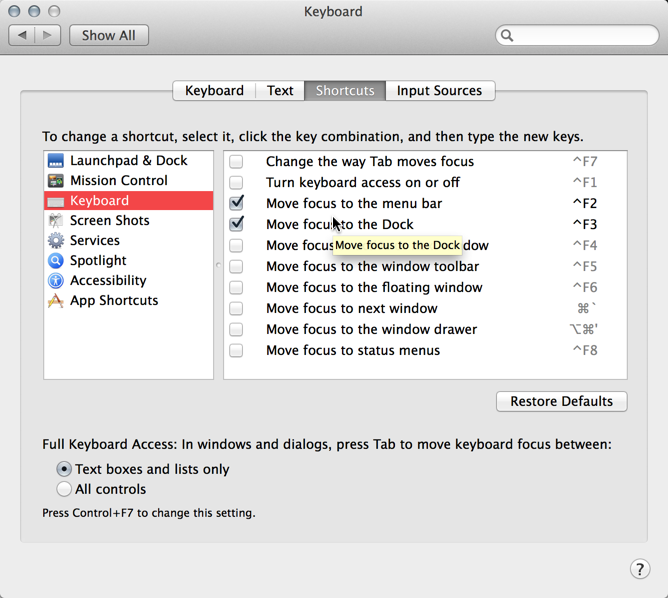 Keyboard
Show All
Keyboard Text Shortcuts Input Sources
To change a shortcut, select it, click the key combination, and then type the new keys.
Launchpad & Dock
Mission Control
Keyboard
Screen Shots
Services
Spotlight
Accessibility
App Shortcuts
Change the way Tab moves focus ^F7
Turn keyboard access on or off ^F1
Move focus to the menu bar ^F2
Move focus to the Dock ^F3
Move focus Move focus to the Dock dow ^F4
Move focus to the window toolbar ^F5
Move focus to the floating window ^F6
Move focus to next window ⌘`
Move focus to the window drawer ⌥⌘'
Move focus to status menus ^F8
Restore Defaults
Full Keyboard Access: In windows and dialogs, press Tab to move keyboard focus between:
Text boxes and lists only
All controls
Press Control+F7 to change this setting.
?